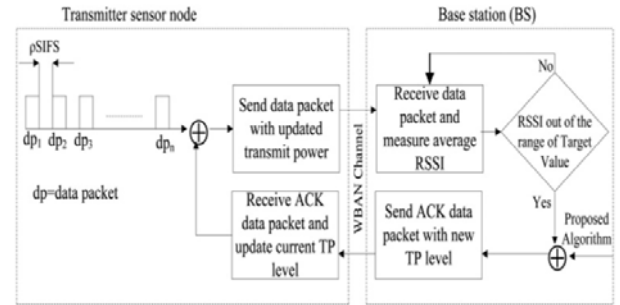 Transmitter sensor node
Base station (BS)
ρSIFS
dp1 dp2 dp3 dpn
dp=data packet
Send data packet
with updated
transmit power
Receive ACK
data packet and
update current TP
level
WBAN Channel
Receive data
packet and
measure average
RSSI
Send ACK data
packet with new
TP level
No
RSSI out of the
range of Target
Value
Yes
Proposed
Algorithm